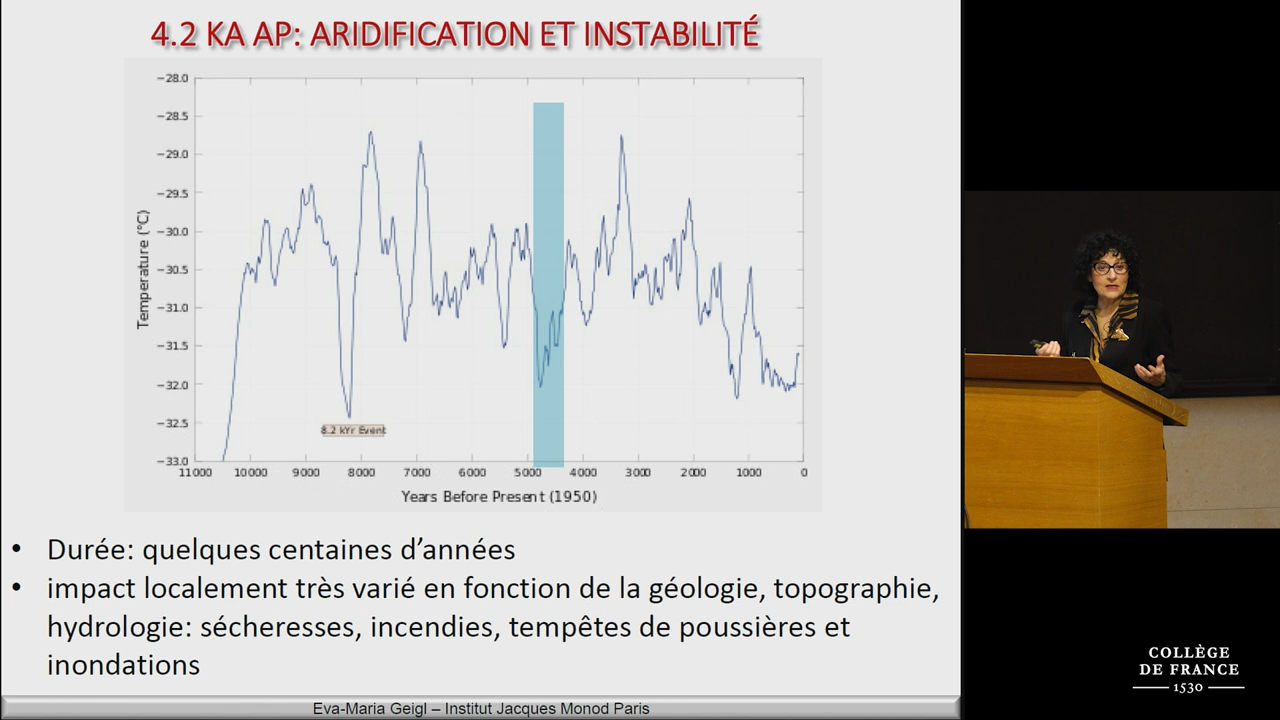 4.2 KA AP: ARIDIFICATION ET INSTABILITÉ
−28.0
−28.5
−29.0
−29.5
−30.0
−30.5
−31.0
−31.5
−32.0
−32.5
−33.0
Temperature (°C)
8.2 kYr Event
11000 10000 9000 8000 7000 6000 5000 4000 3000 2000 1000 0
Years Before Present (1950)
• Durée: quelques centaines d’années
• impact localement très varié en fonction de la géologie, topographie,
hydrologie: sécheresses, incendies, tempêtes de poussières et
inondations
Eva-Maria Geigl – Institut Jacques Monod Paris
COLLÈGE
DE FRANCE
1530